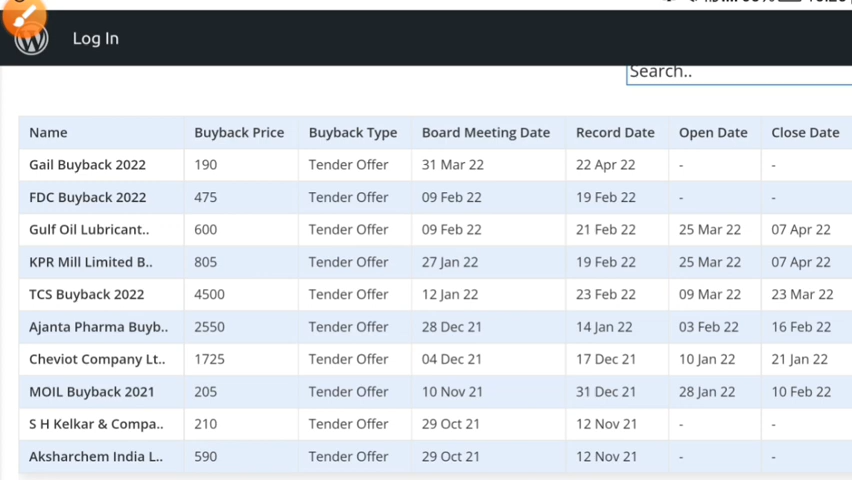 Log In
Search..
Name Buyback Price Buyback Type Board Meeting Date Record Date Open Date Close Date
Gail Buyback 2022 190 Tender Offer 31 Mar 22 22 Apr 22 - -
FDC Buyback 2022 475 Tender Offer 09 Feb 22 19 Feb 22 - -
Gulf Oil Lubricant.. 600 Tender Offer 09 Feb 22 21 Feb 22 25 Mar 22 07 Apr 22
KPR Mill Limited B.. 805 Tender Offer 27 Jan 22 19 Feb 22 25 Mar 22 07 Apr 22
TCS Buyback 2022 4500 Tender Offer 12 Jan 22 23 Feb 22 09 Mar 22 23 Mar 22
Ajanta Pharma Buyb.. 2550 Tender Offer 28 Dec 21 14 Jan 22 03 Feb 22 16 Feb 22
Cheviot Company Lt.. 1725 Tender Offer 04 Dec 21 17 Dec 21 10 Jan 22 21 Jan 22
MOIL Buyback 2021 205 Tender Offer 10 Nov 21 31 Dec 21 28 Jan 22 10 Feb 22
S H Kelkar & Compa.. 210 Tender Offer 29 Oct 21 12 Nov 21 - -
Aksharchem India L.. 590 Tender Offer 29 Oct 21 12 Nov 21 - -